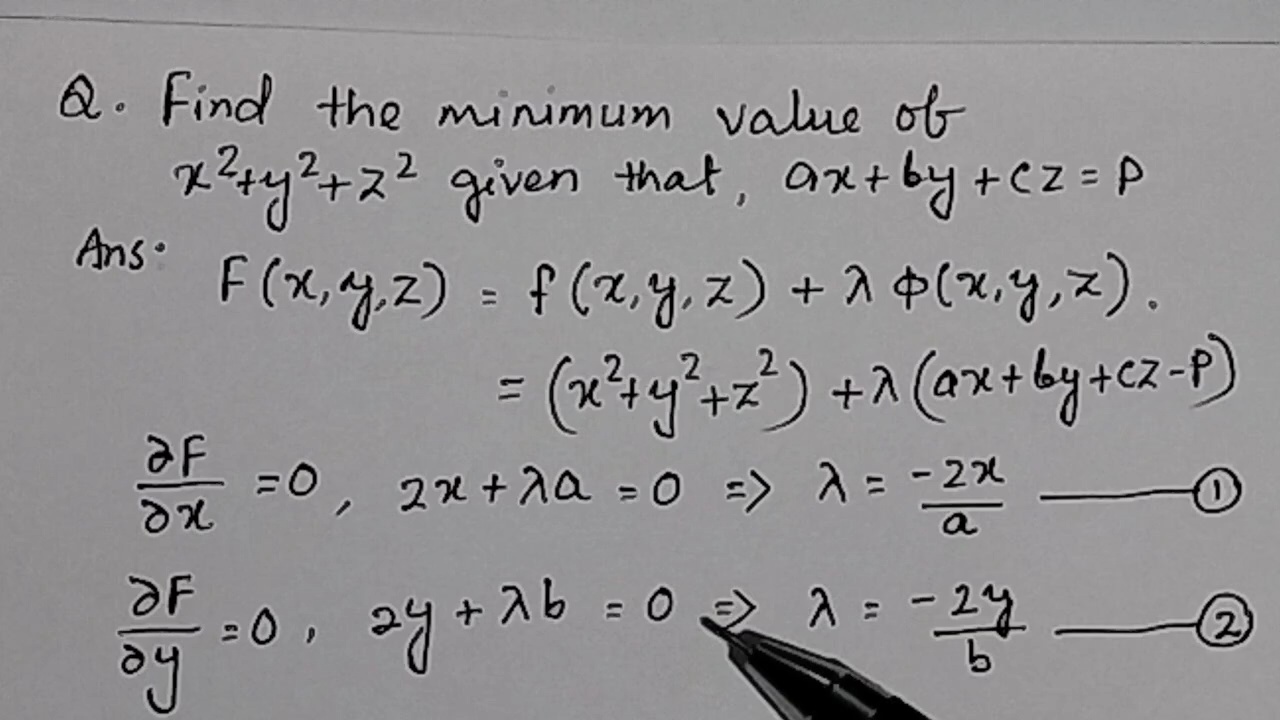 Q. Find the minimum value of
x²+y²+z² given that, ax+by+cz=P
Ans: F(x,y,z) = f(x,y,z) + λ φ(x,y,z).
= (x²+y²+z²) + λ(ax+by+cz-P)
∂F/∂x = 0, 2x+λa = 0 => λ = -2x/a ——— ①
∂F/∂y = 0, 2y+λb = 0 => λ = -2y/b ——— ②